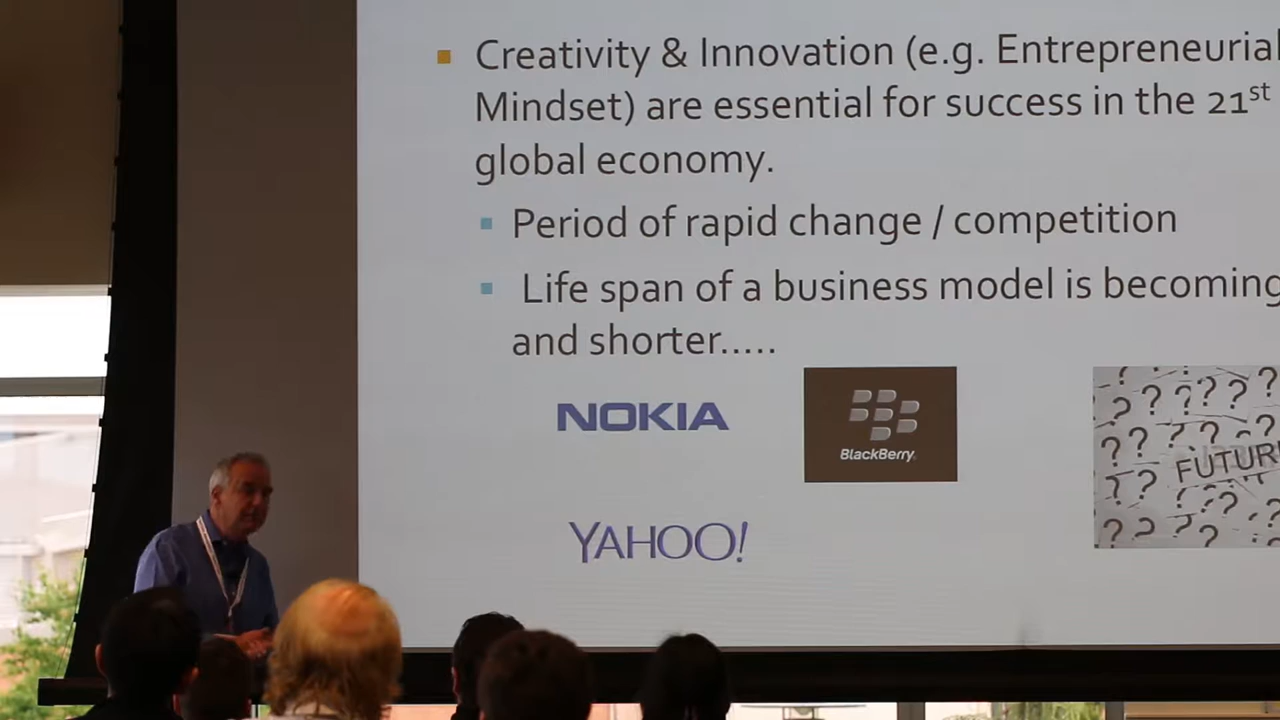 Creativity & Innovation (e.g. Entrepreneurial
Mindset) are essential for success in the 21st
global economy.
Period of rapid change / competition
Life span of a business model is becoming
and shorter.....
NOKIA
BlackBerry
YAHOO!
? ? ? ? ? ?
FUTUR